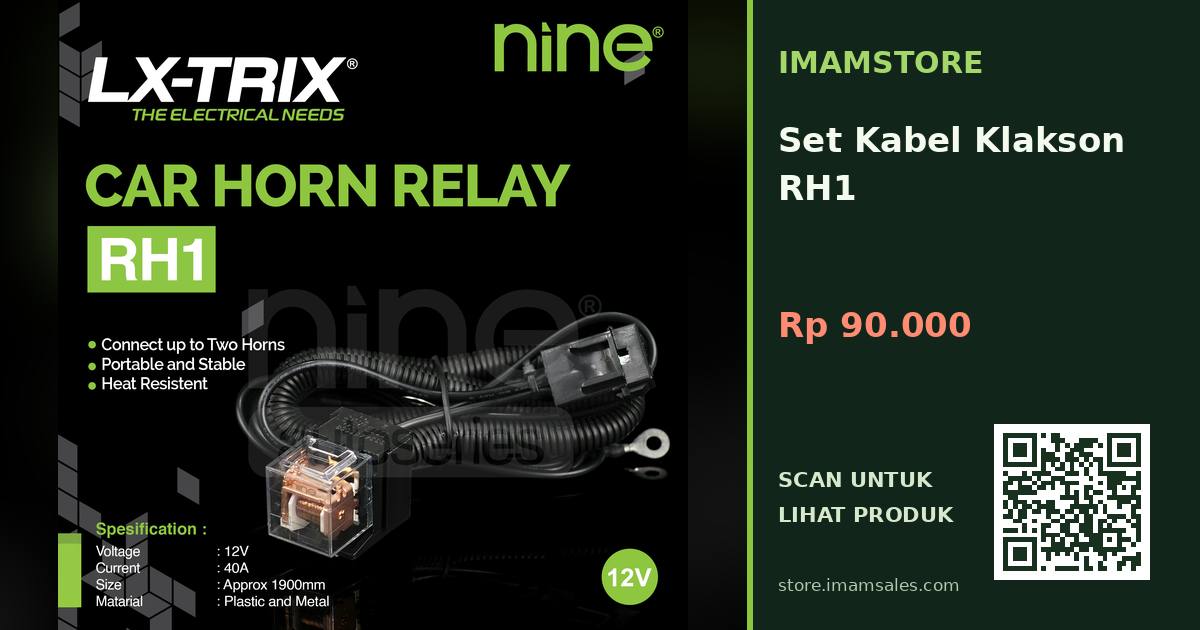 LX-TRIX®
THE ELECTRICAL NEEDS
nine®
CAR HORN RELAY
RH1
Connect up to Two Horns
Portable and Stable
Heat Resistent
nine®
Spesification :
Voltage : 12V
Current : 40A
Size : Approx 1900mm
Matarial : Plastic and Metal
12V
IMAMSTORE
Set Kabel Klakson
RH1
Rp 90.000
SCAN UNTUK
LIHAT PRODUK
store.imamsales.com